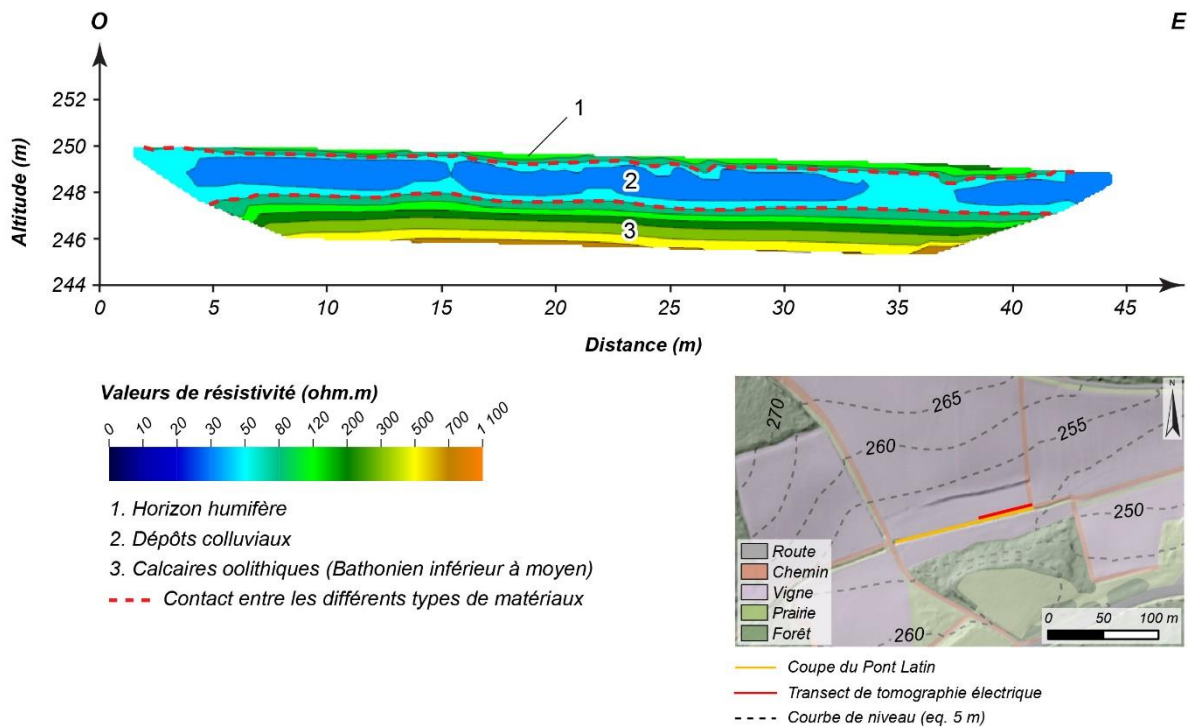 O
E
Altitude (m)
252
250
248
246
244
1
2
3
0 5 10 15 20 25 30 35 40 45
Distance (m)
Valeurs de résistivité (ohm.m)
0 10 20 30 50 80 120 200 300 500 700 1 100
1. Horizon humifère
2. Dépôts colluviaux
3. Calcaires oolithiques (Bathonien inférieur à moyen)
Contact entre les différents types de matériaux
N
270
265
260
255
250
260
Route
Chemin
Vigne
Prairie
Forêt
0 50 100 m
Coupe du Pont Latin
Transect de tomographie électrique
Courbe de niveau (eq. 5 m)